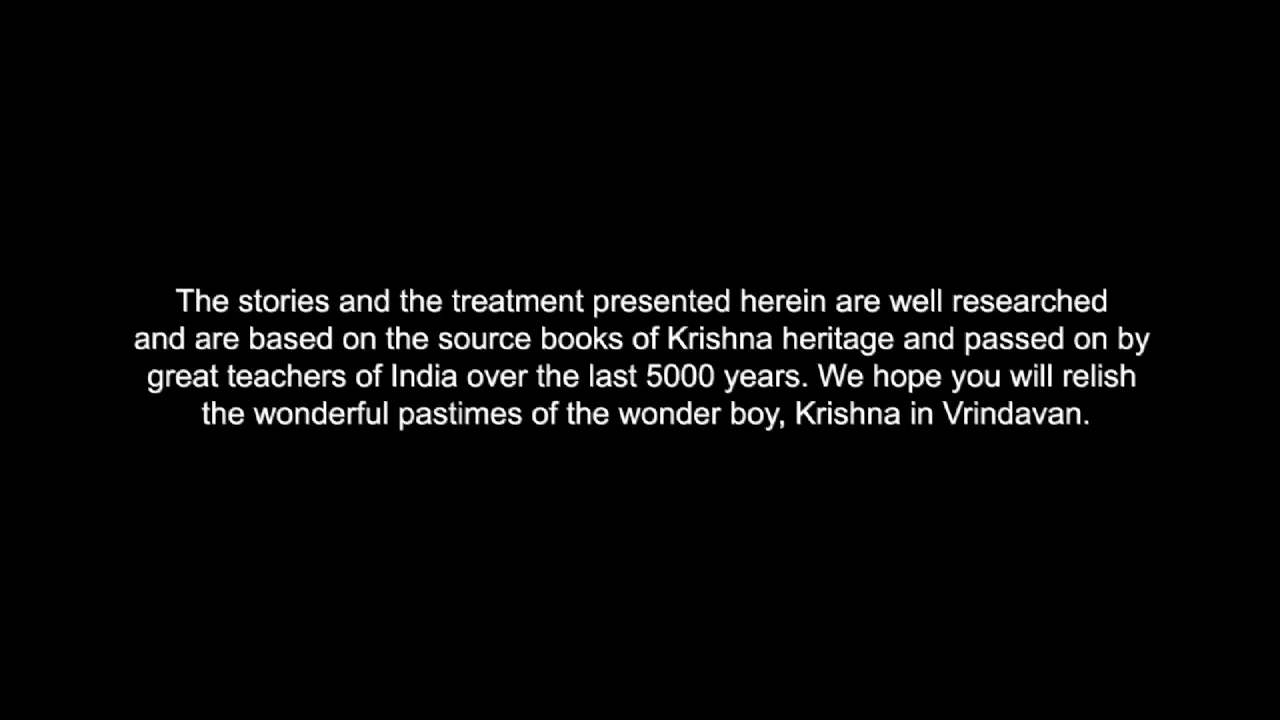 The stories and the treatment presented herein are well researched
and are based on the source books of Krishna heritage and passed on by
great teachers of India over the last 5000 years. We hope you will relish
the wonderful pastimes of the wonder boy, Krishna in Vrindavan.